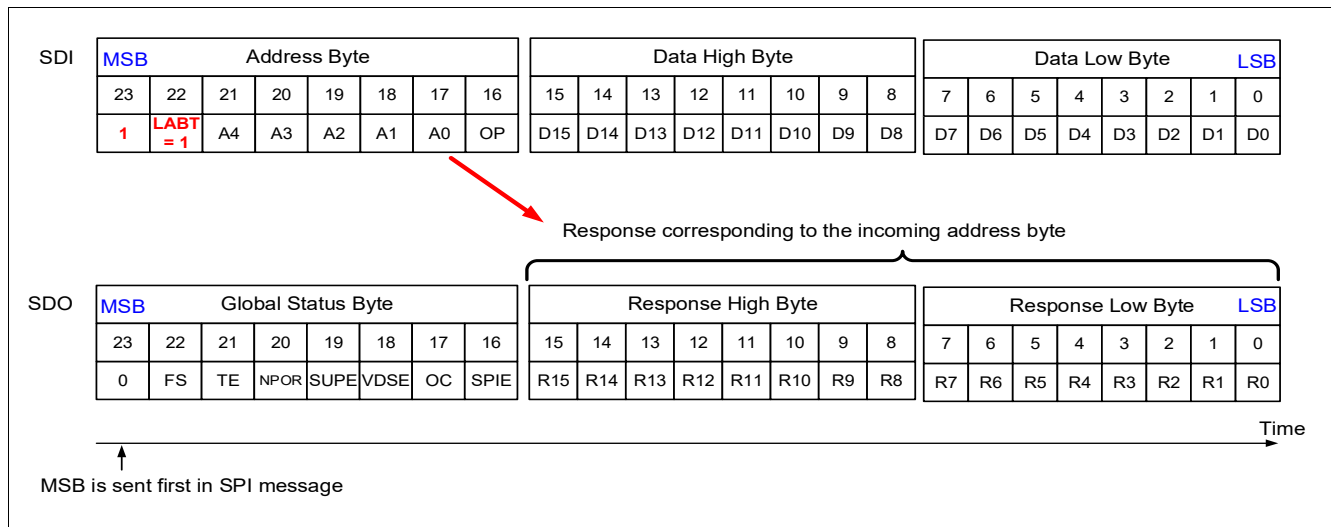 SDI MSB Address Byte Data High Byte Data Low Byte LSB
23 22 21 20 19 18 17 16 15 14 13 12 11 10 9 8 7 6 5 4 3 2 1 0
1 LABT = 1 A4 A3 A2 A1 A0 OP D15 D14 D13 D12 D11 D10 D9 D8 D7 D6 D5 D4 D3 D2 D1 D0
Response corresponding to the incoming address byte
SDO MSB Global Status Byte Response High Byte Response Low Byte LSB
23 22 21 20 19 18 17 16 15 14 13 12 11 10 9 8 7 6 5 4 3 2 1 0
0 FS TE NPOR SUPE VDSE OC SPIE R15 R14 R13 R12 R11 R10 R9 R8 R7 R6 R5 R4 R3 R2 R1 R0
Time
MSB is sent first in SPI message